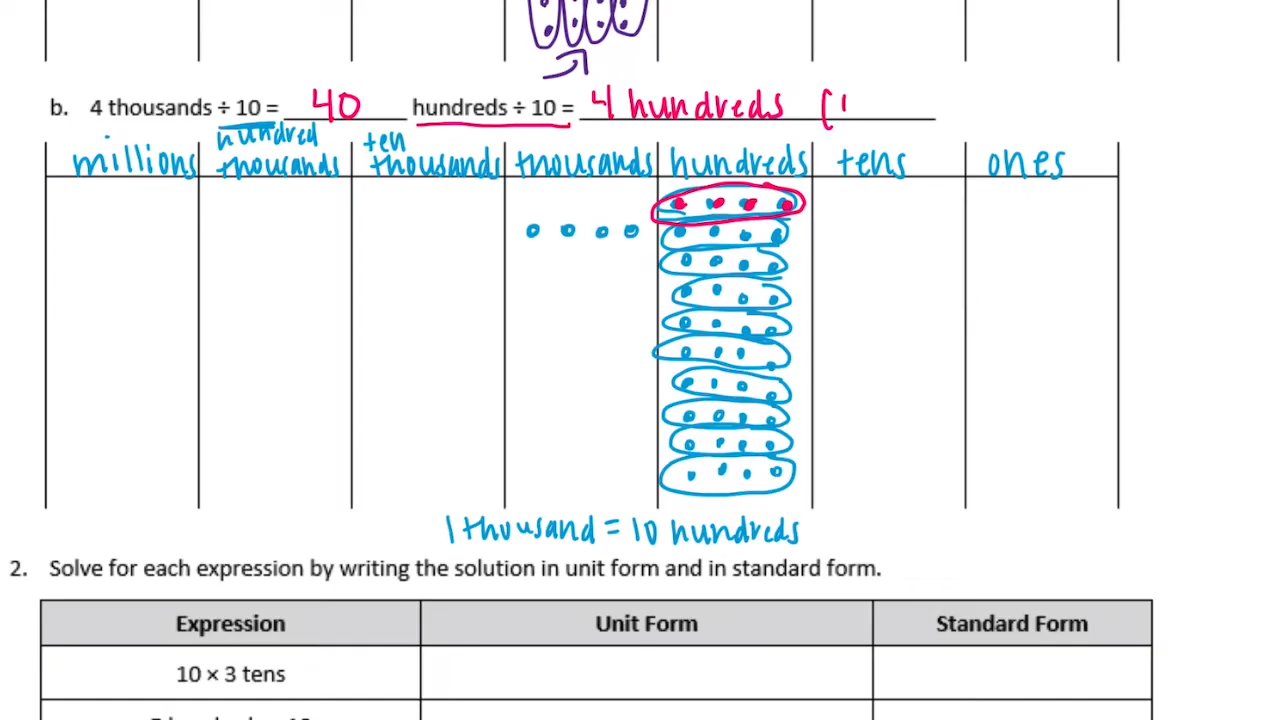 b. 4 thousands ÷ 10 = 40 hundreds ÷ 10 = 4 hundreds (
millions hundred thousands ten thousands thousands hundreds tens ones
1 thousand = 10 hundreds
2. Solve for each expression by writing the solution in unit form and in standard form.
Expression Unit Form Standard Form
10 × 3 tens